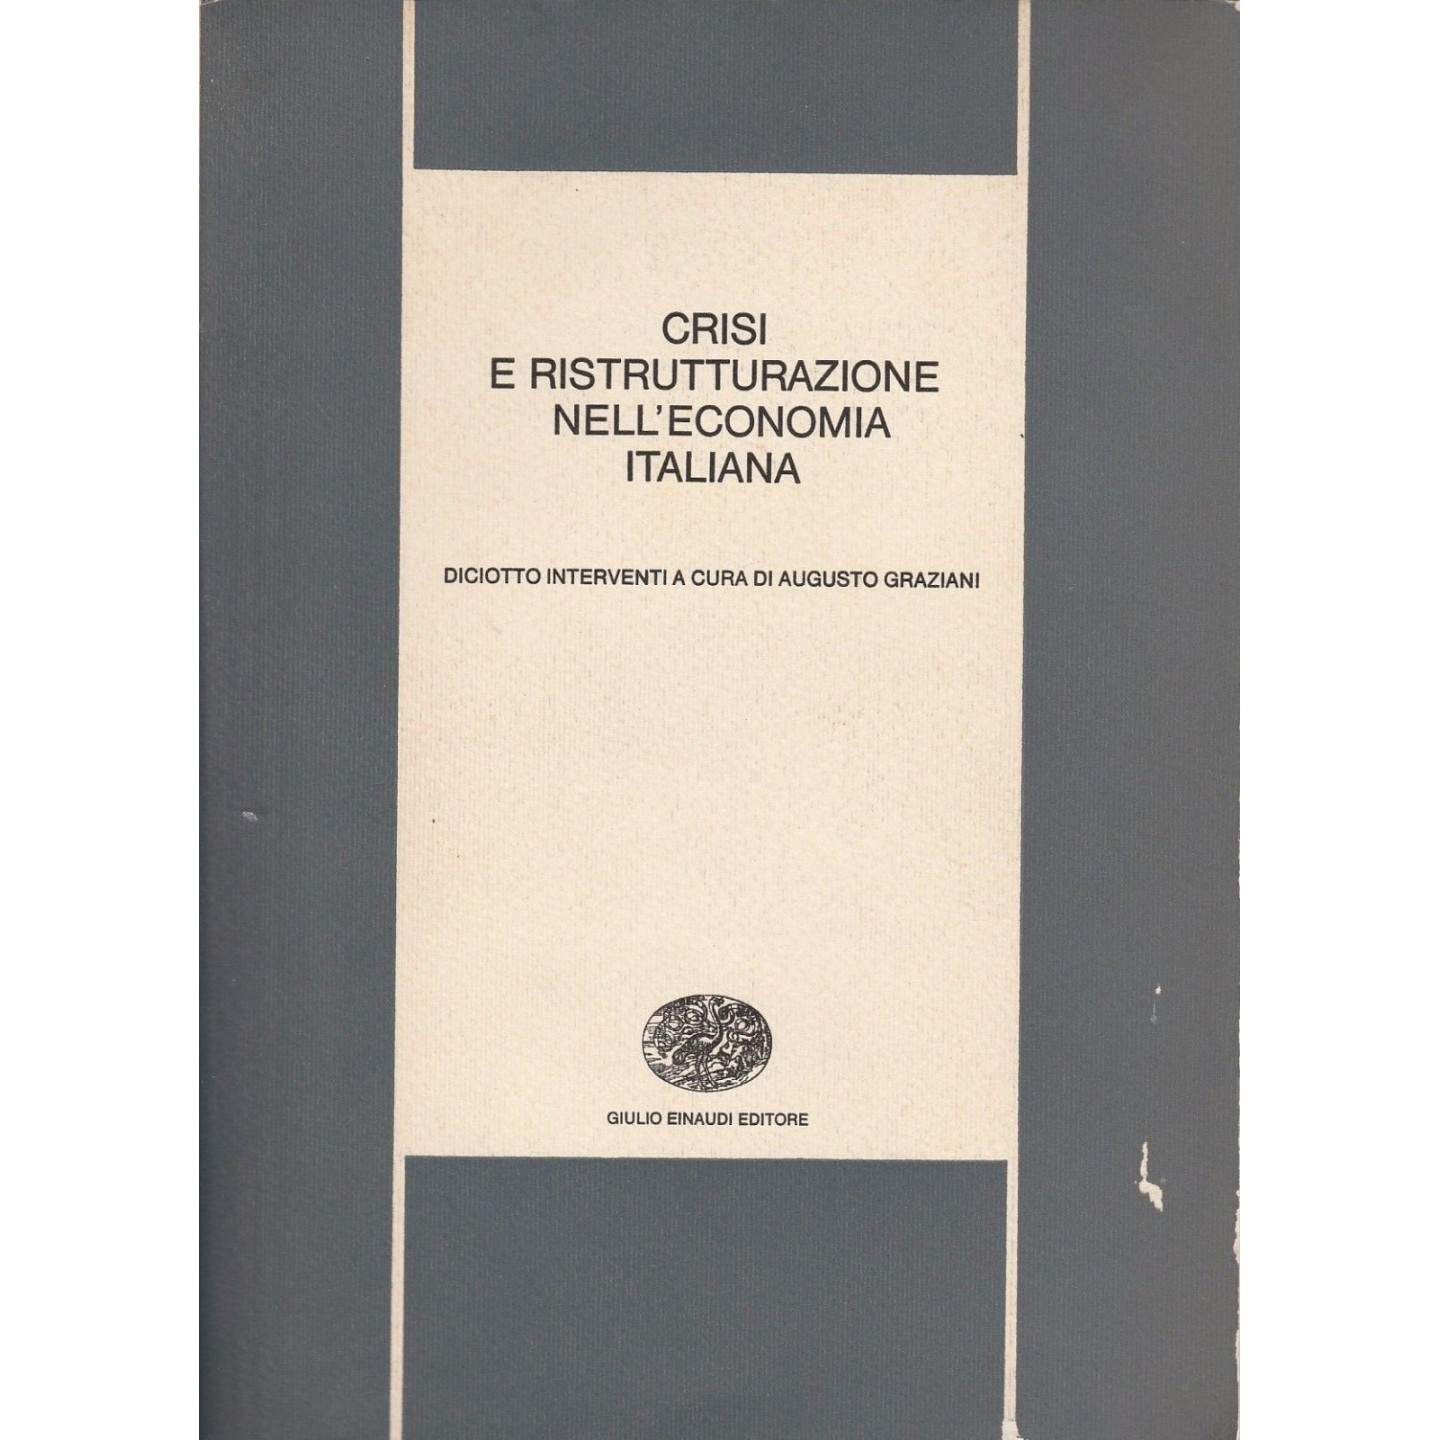 CRISI
E RISTRUTTURAZIONE
NELL'ECONOMIA
ITALIANA
DICIOTTO INTERVENTI A CURA DI AUGUSTO GRAZIANI
GIULIO EINAUDI EDITORE